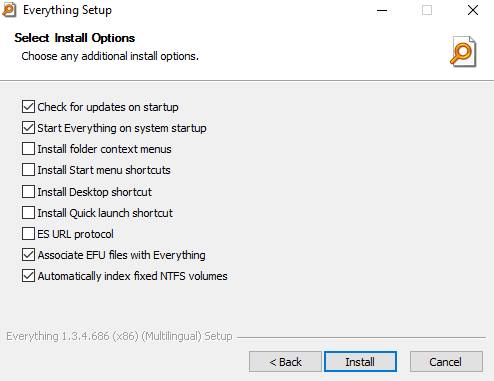 Everything Setup
Select Install Options
Choose any additional install options.
Check for updates on startup
Start Everything on system startup
Install folder context menus
Install Start menu shortcuts
Install Desktop shortcut
Install Quick launch shortcut
ES URL protocol
Associate EFU files with Everything
Automatically index fixed NTFS volumes
Everything 1.3.4.686 (x86) (Multilingual) Setup
< Back Install Cancel